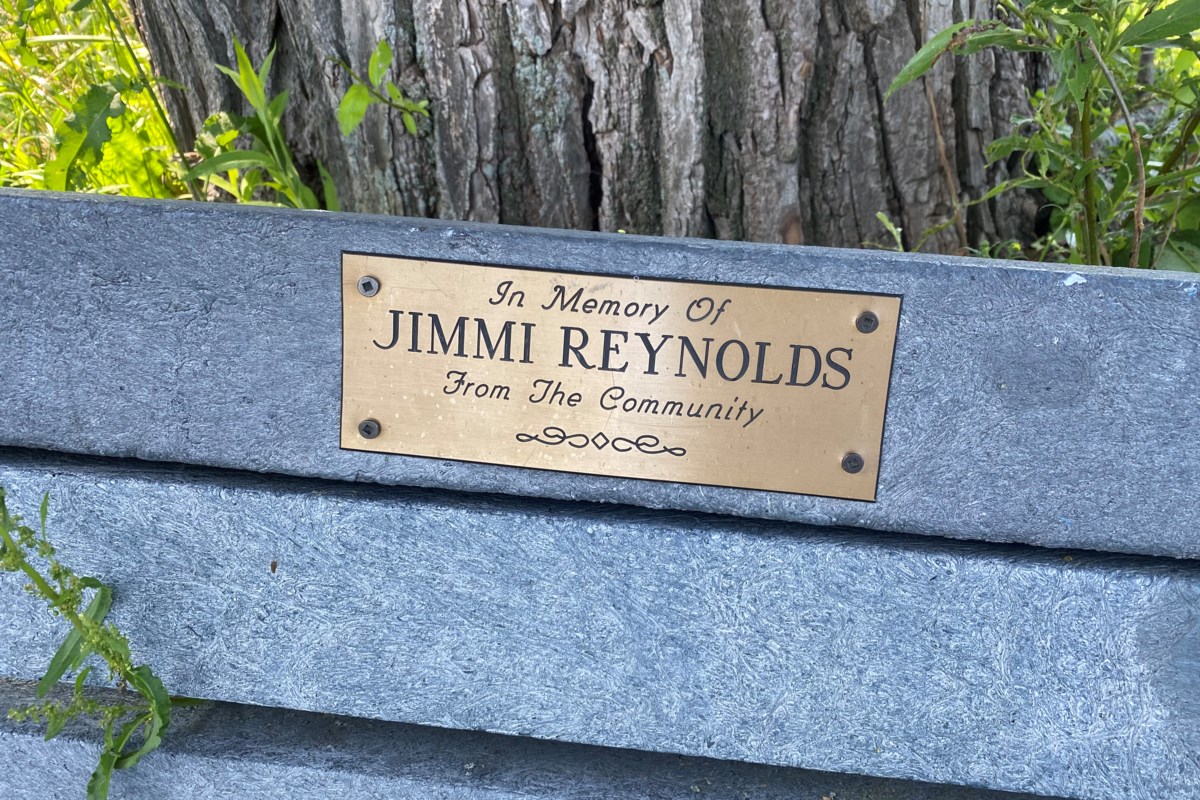 In Memory Of
JIMMI REYNOLDS
From The Community